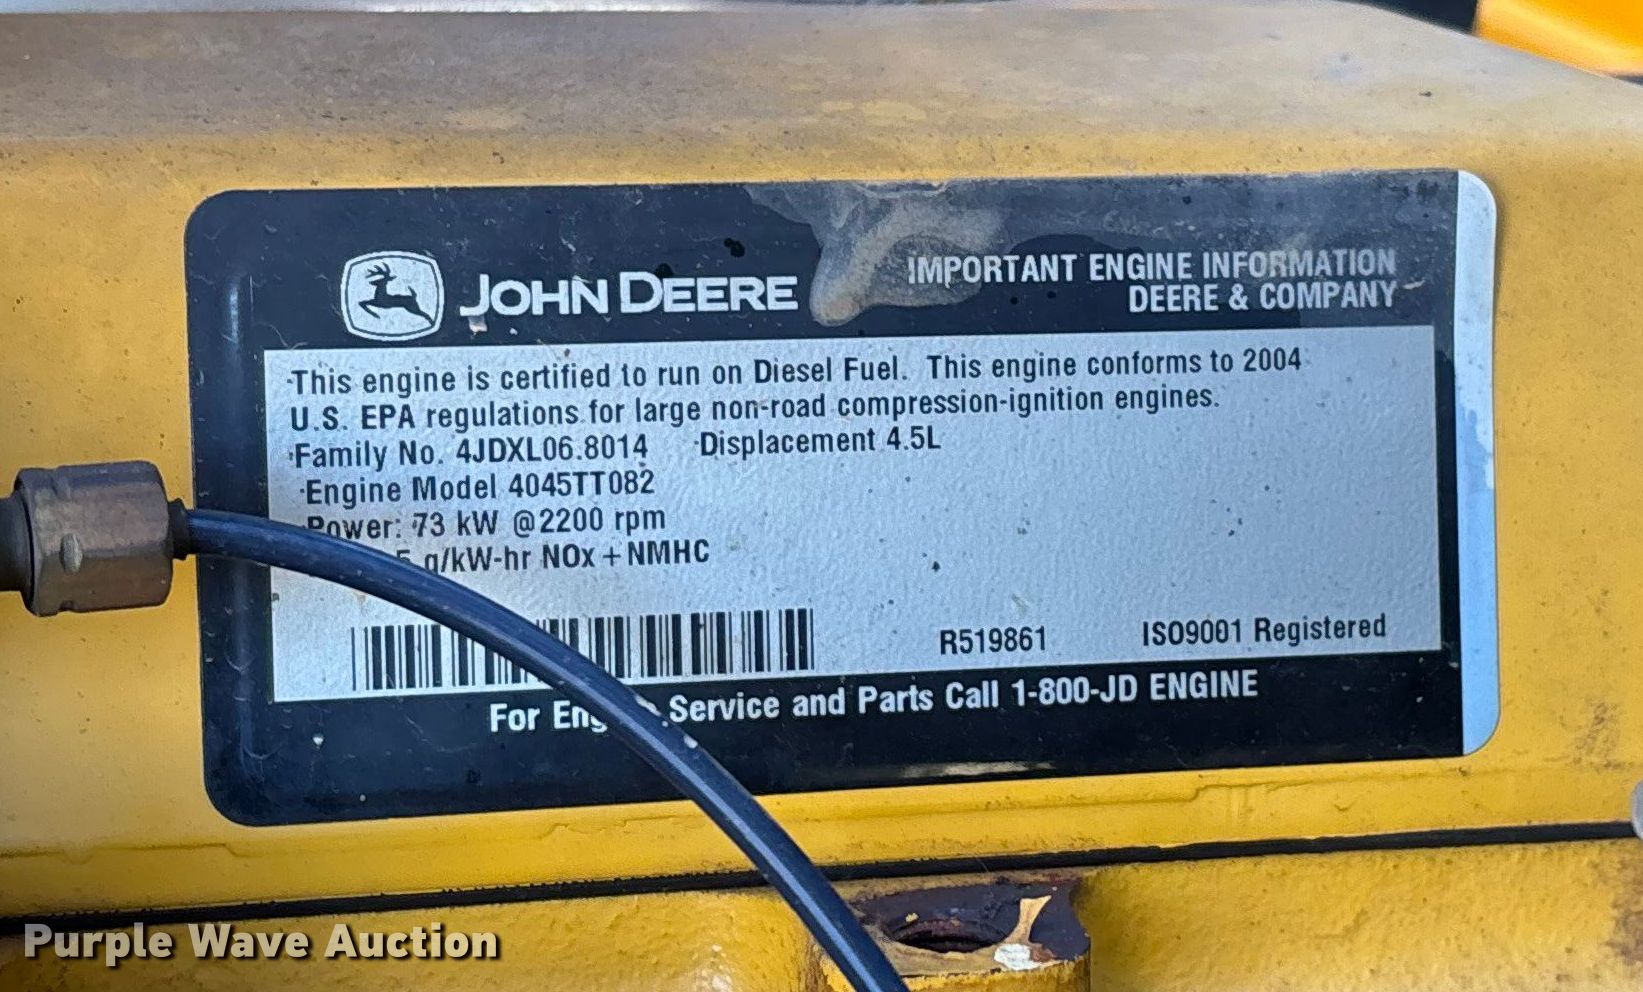 JOHN DEERE
IMPORTANT ENGINE INFORMATION
DEERE & COMPANY
·This engine is certified to run on Diesel Fuel. This engine conforms to 2004
U.S. EPA regulations for large non-road compression-ignition engines.
·Family No. 4JDXL06.8014 ·Displacement 4.5L
·Engine Model 4045TT082
Power: 73 kW @2200 rpm
g/kW-hr NOx + NMHC
R519861 ISO9001 Registered
For Service and Parts Call 1-800-JD ENGINE
Purple Wave Auction